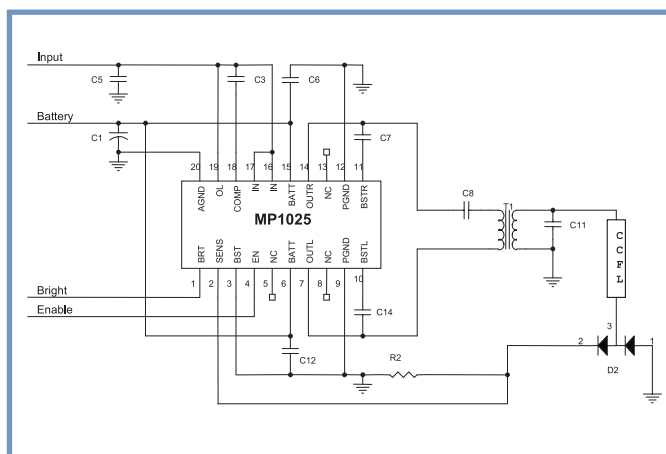 Input
C5
C3
C6
Battery
C1
C7
20 19 18 17 16 15 14 13 12 11
AGND OL COMP IN IN BATT OUTR NC PGND BSTR
MP1025
BRT SENS BST EN NC BATT OUTL NC PGND BSTL
1 2 3 4 5 6 7 8 9 10
C8
T1
C11
CCFL
Bright
Enable
C14
C12
R2
2
3
1
D2